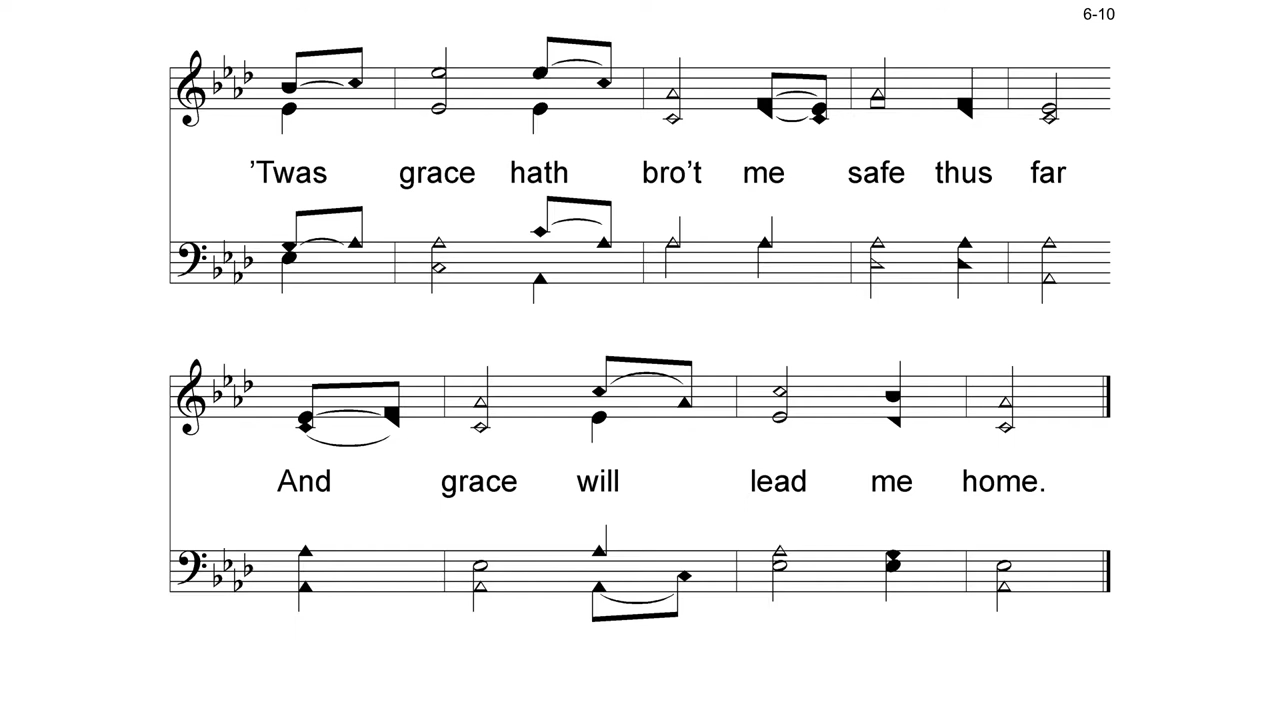 6-10
’Twas grace hath bro’t me safe thus far
And grace will lead me home.